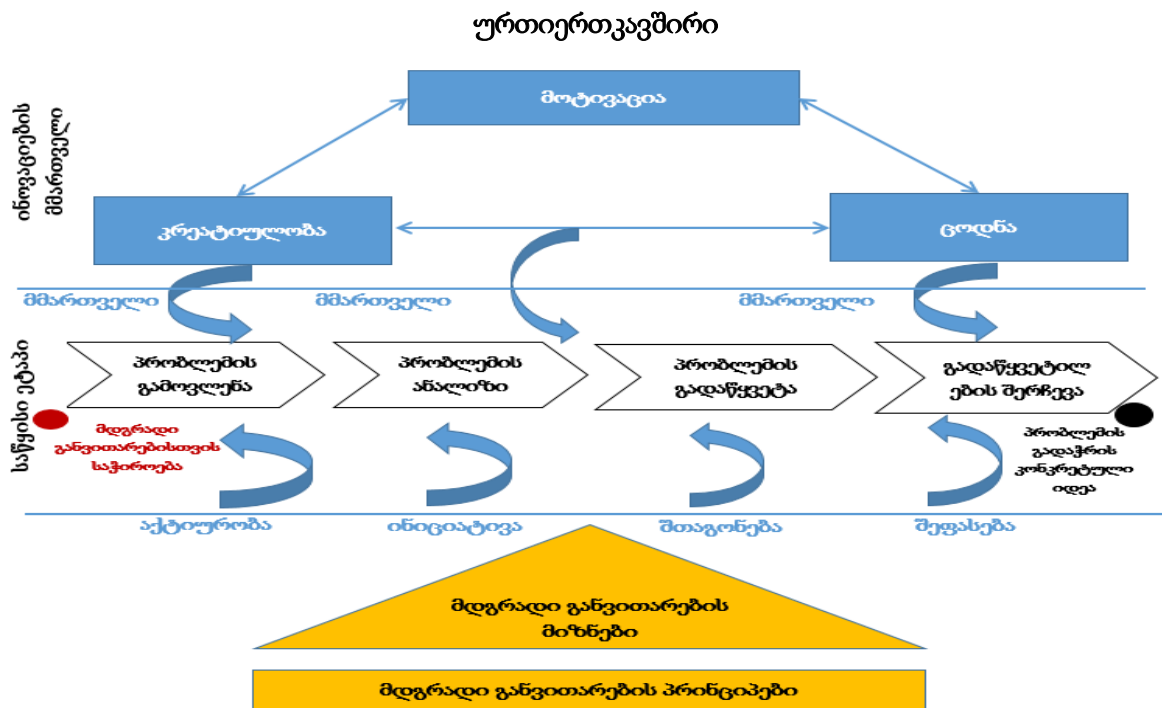 ურთიერთკავშირი
ინოვაციების
მმართველი
მოტივაცია
კრეატიულობა
ცოდნა
მმართველი
მმართველი
მმართველი
საწყისი ეტაპი
პრობლემის
გამოვლენა
პრობლემის
ანალიზი
პრობლემის
გადაწყვეტა
გადაწყვეტილ
ების შერჩევა
მდგრადი
განვითარებისთვის
საჭიროება
პრობლემის
გადაჭრის
კონკრეტული
იდეა
აქტიურობა
ინიციატივა
შთაგონება
შეფასება
მდგრადი განვითარების
მიზნები
მდგრადი განვითარების პრინციპები